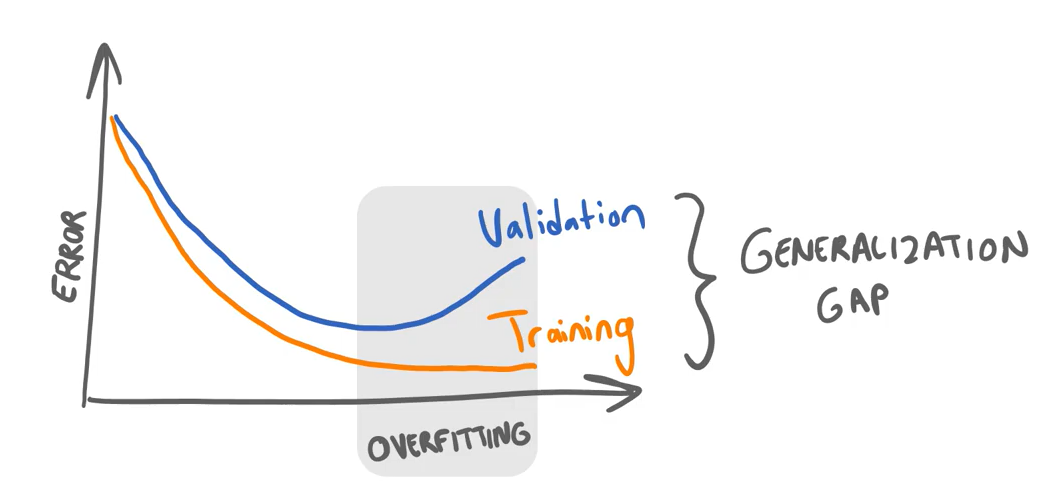 ERROR
Validation
Training
GENERALIZATION
GAP
OVERFITTING